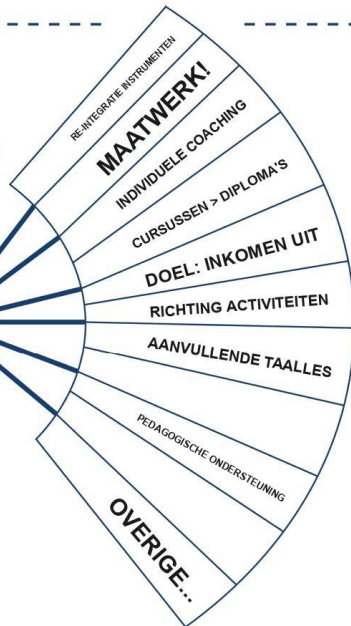 RE-INTEGRATIE INSTRUMENTEN
MAATWERK!
INDIVIDUELE COACHING
CURSUSSEN > DIPLOMA'S
DOEL: INKOMEN UIT
RICHTING ACTIVITEITEN
AANVULLENDE TAALLES
PEDAGOGISCHE ONDERSTEUNING
OVERIGE...